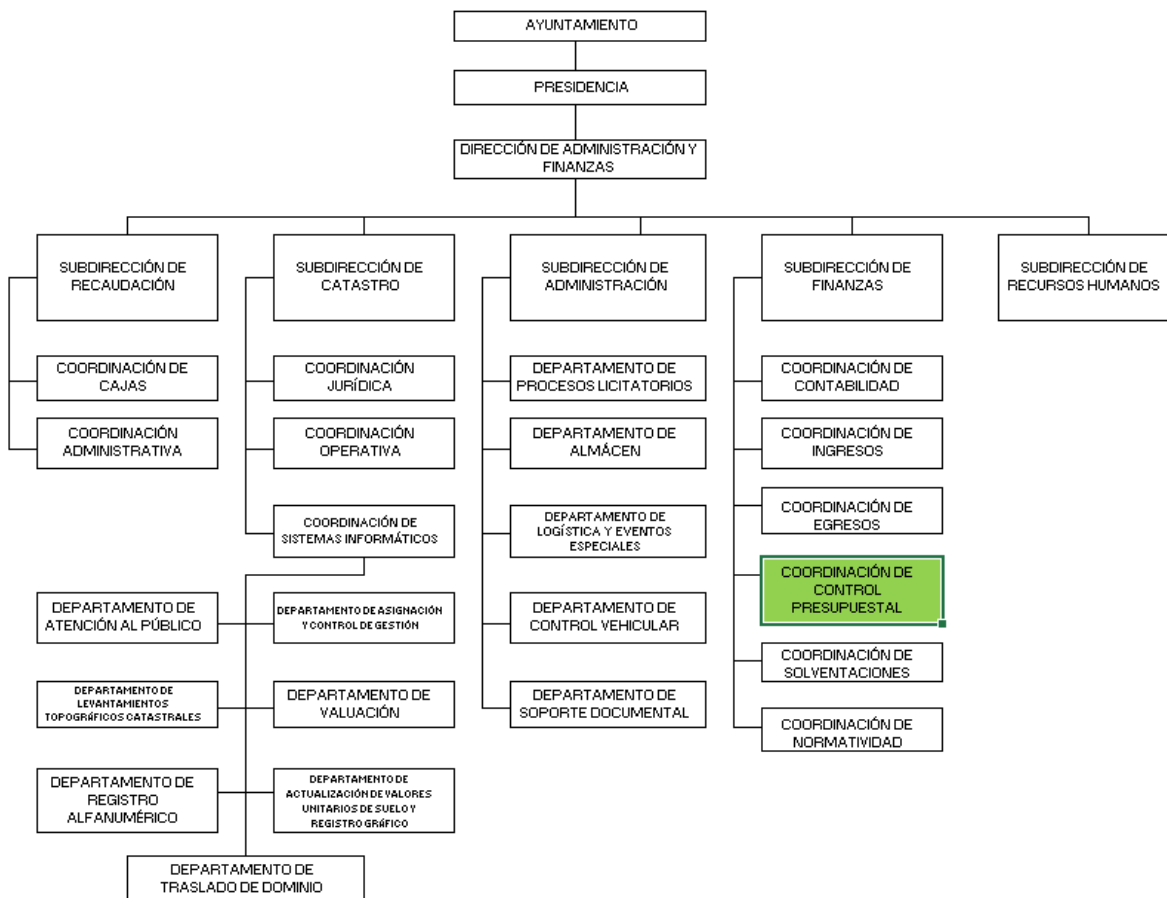 AYUNTAMIENTO
PRESIDENCIA
DIRECCIÓN DE ADMINISTRACIÓN Y
FINANZAS
SUBDIRECCIÓN DE
RECAUDACIÓN
SUBDIRECCIÓN DE
CATASTRO
SUBDIRECCIÓN DE
ADMINISTRACIÓN
SUBDIRECCIÓN DE
FINANZAS
SUBDIRECCIÓN DE
RECURSOS HUMANOS
COORDINACIÓN DE
CAJAS
COORDINACIÓN
JURÍDICA
DEPARTAMENTO DE
PROCESOS LICITATORIOS
COORDINACIÓN DE
CONTABILIDAD
COORDINACIÓN
ADMINISTRATIVA
COORDINACIÓN
OPERATIVA
DEPARTAMENTO DE
ALMÁCEN
COORDINACIÓN DE
INGRESOS
COORDINACIÓN DE
SISTEMAS INFORMÁTICOS
DEPARTAMENTO DE
LOGÍSTICA Y EVENTOS
ESPECIALES
COORDINACIÓN DE
EGRESOS
COORDINACIÓN DE
CONTROL
PRESUPUESTAL
DEPARTAMENTO DE
ATENCIÓN AL PÚBLICO
DEPARTAMENTO DE ASIGNACIÓN
Y CONTROL DE GESTIÓN
DEPARTAMENTO DE
CONTROL VEHICULAR
COORDINACIÓN DE
SOLVENTACIONES
DEPARTAMENTO DE
LEVANTAMIENTOS
TOPOGRÁFICOS CATASTRALES
DEPARTAMENTO DE
VALUACIÓN
DEPARTAMENTO DE
SOPORTE DOCUMENTAL
COORDINACIÓN DE
NORMATIVIDAD
DEPARTAMENTO DE
REGISTRO
ALFANUMÉRICO
DEPARTAMENTO DE
ACTUALIZACIÓN DE VALORES
UNITARIOS DE SUELO Y
REGISTRO GRÁFICO
DEPARTAMENTO DE
TRASLADO DE DOMINIO